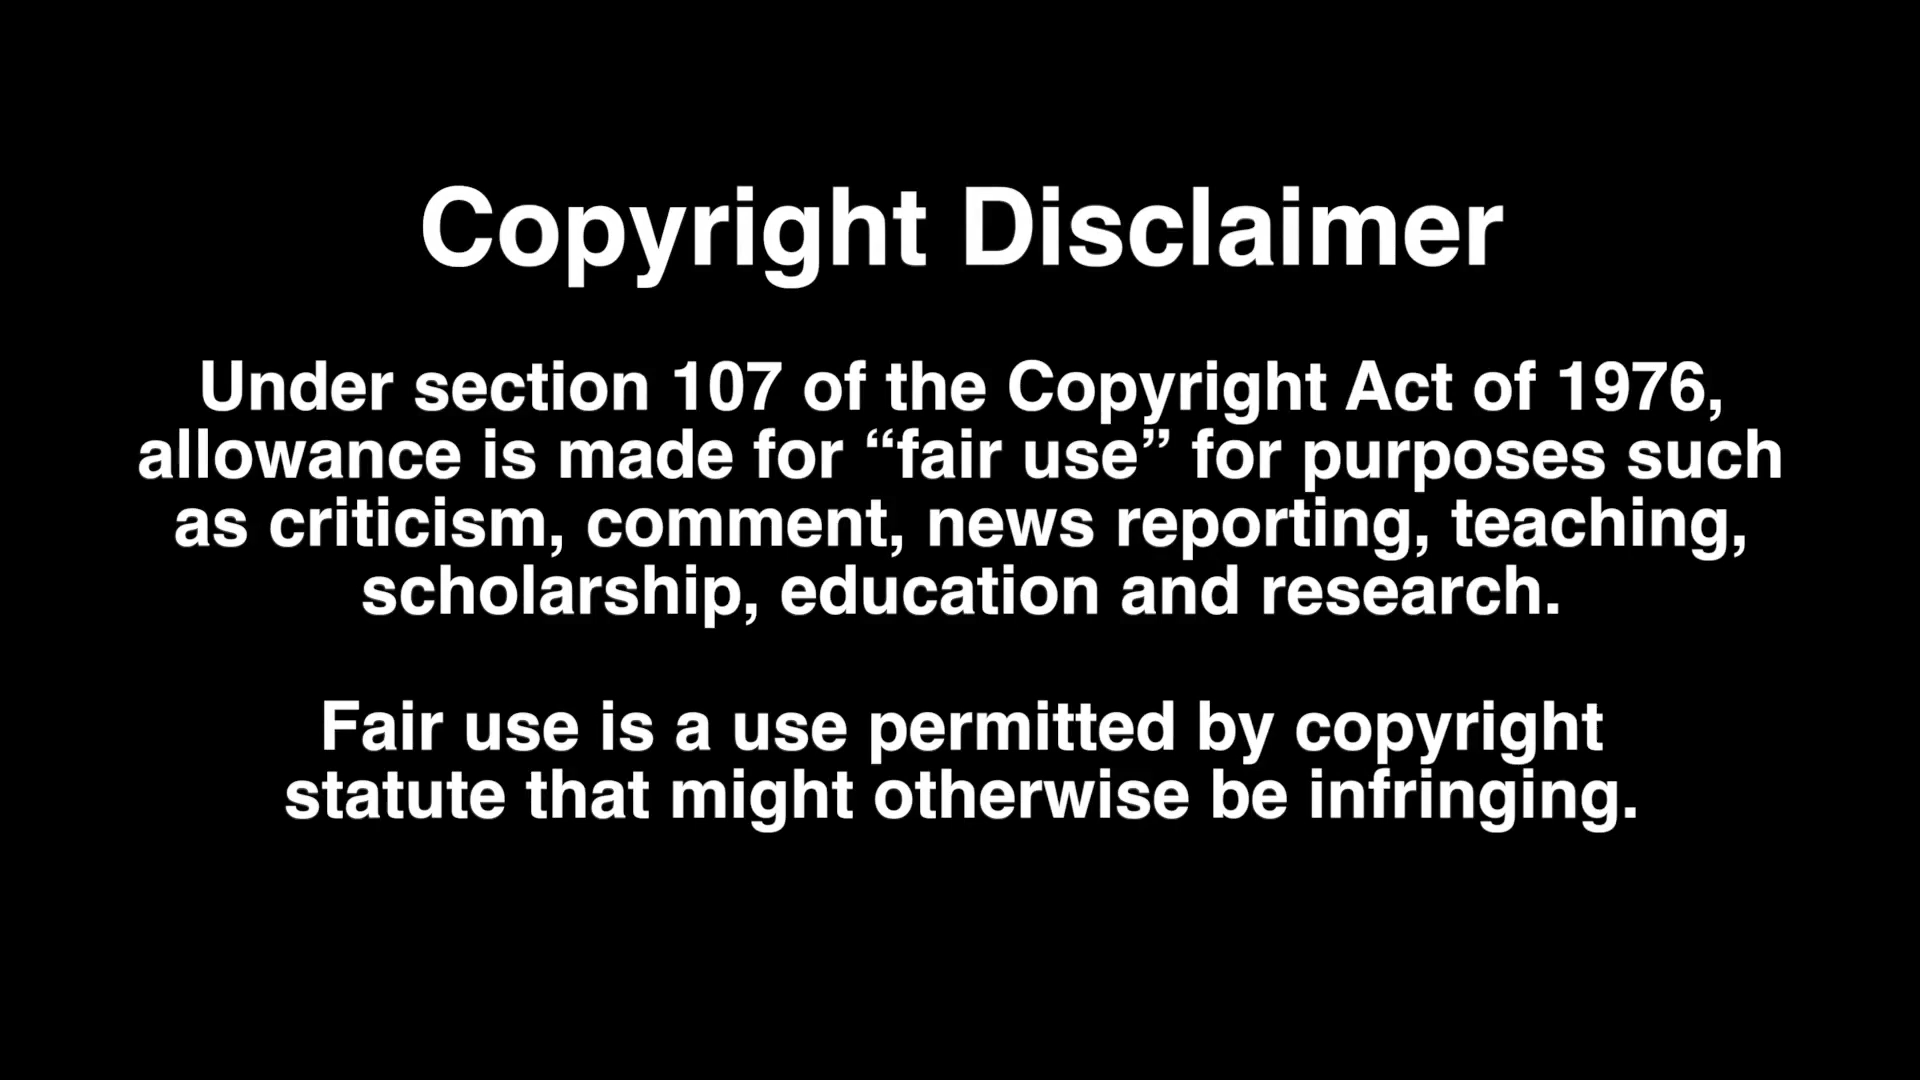 Copyright Disclaimer
Under section 107 of the Copyright Act of 1976,
allowance is made for “fair use” for purposes such
as criticism, comment, news reporting, teaching,
scholarship, education and research.
Fair use is a use permitted by copyright
statute that might otherwise be infringing.